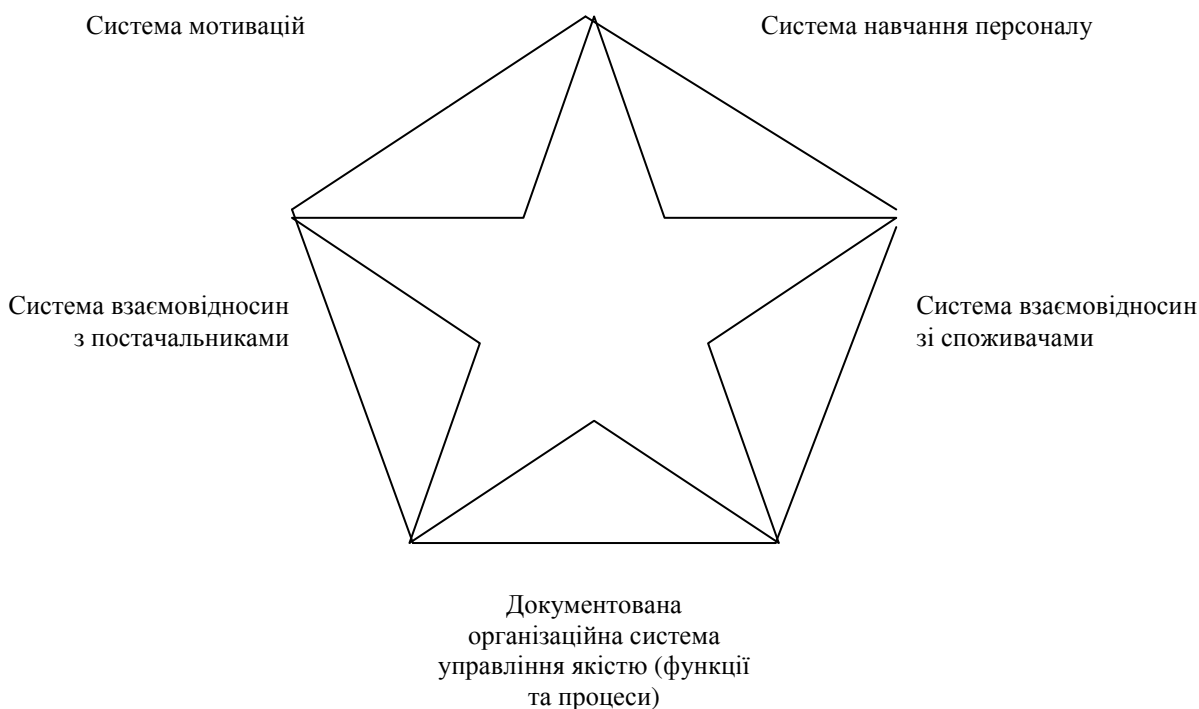 Система мотивацій
Система навчання персоналу
Система взаємовідносин
з постачальниками
Система взаємовідносин
зі споживачами
Документована
організаційна система
управління якістю (функції
та процеси)